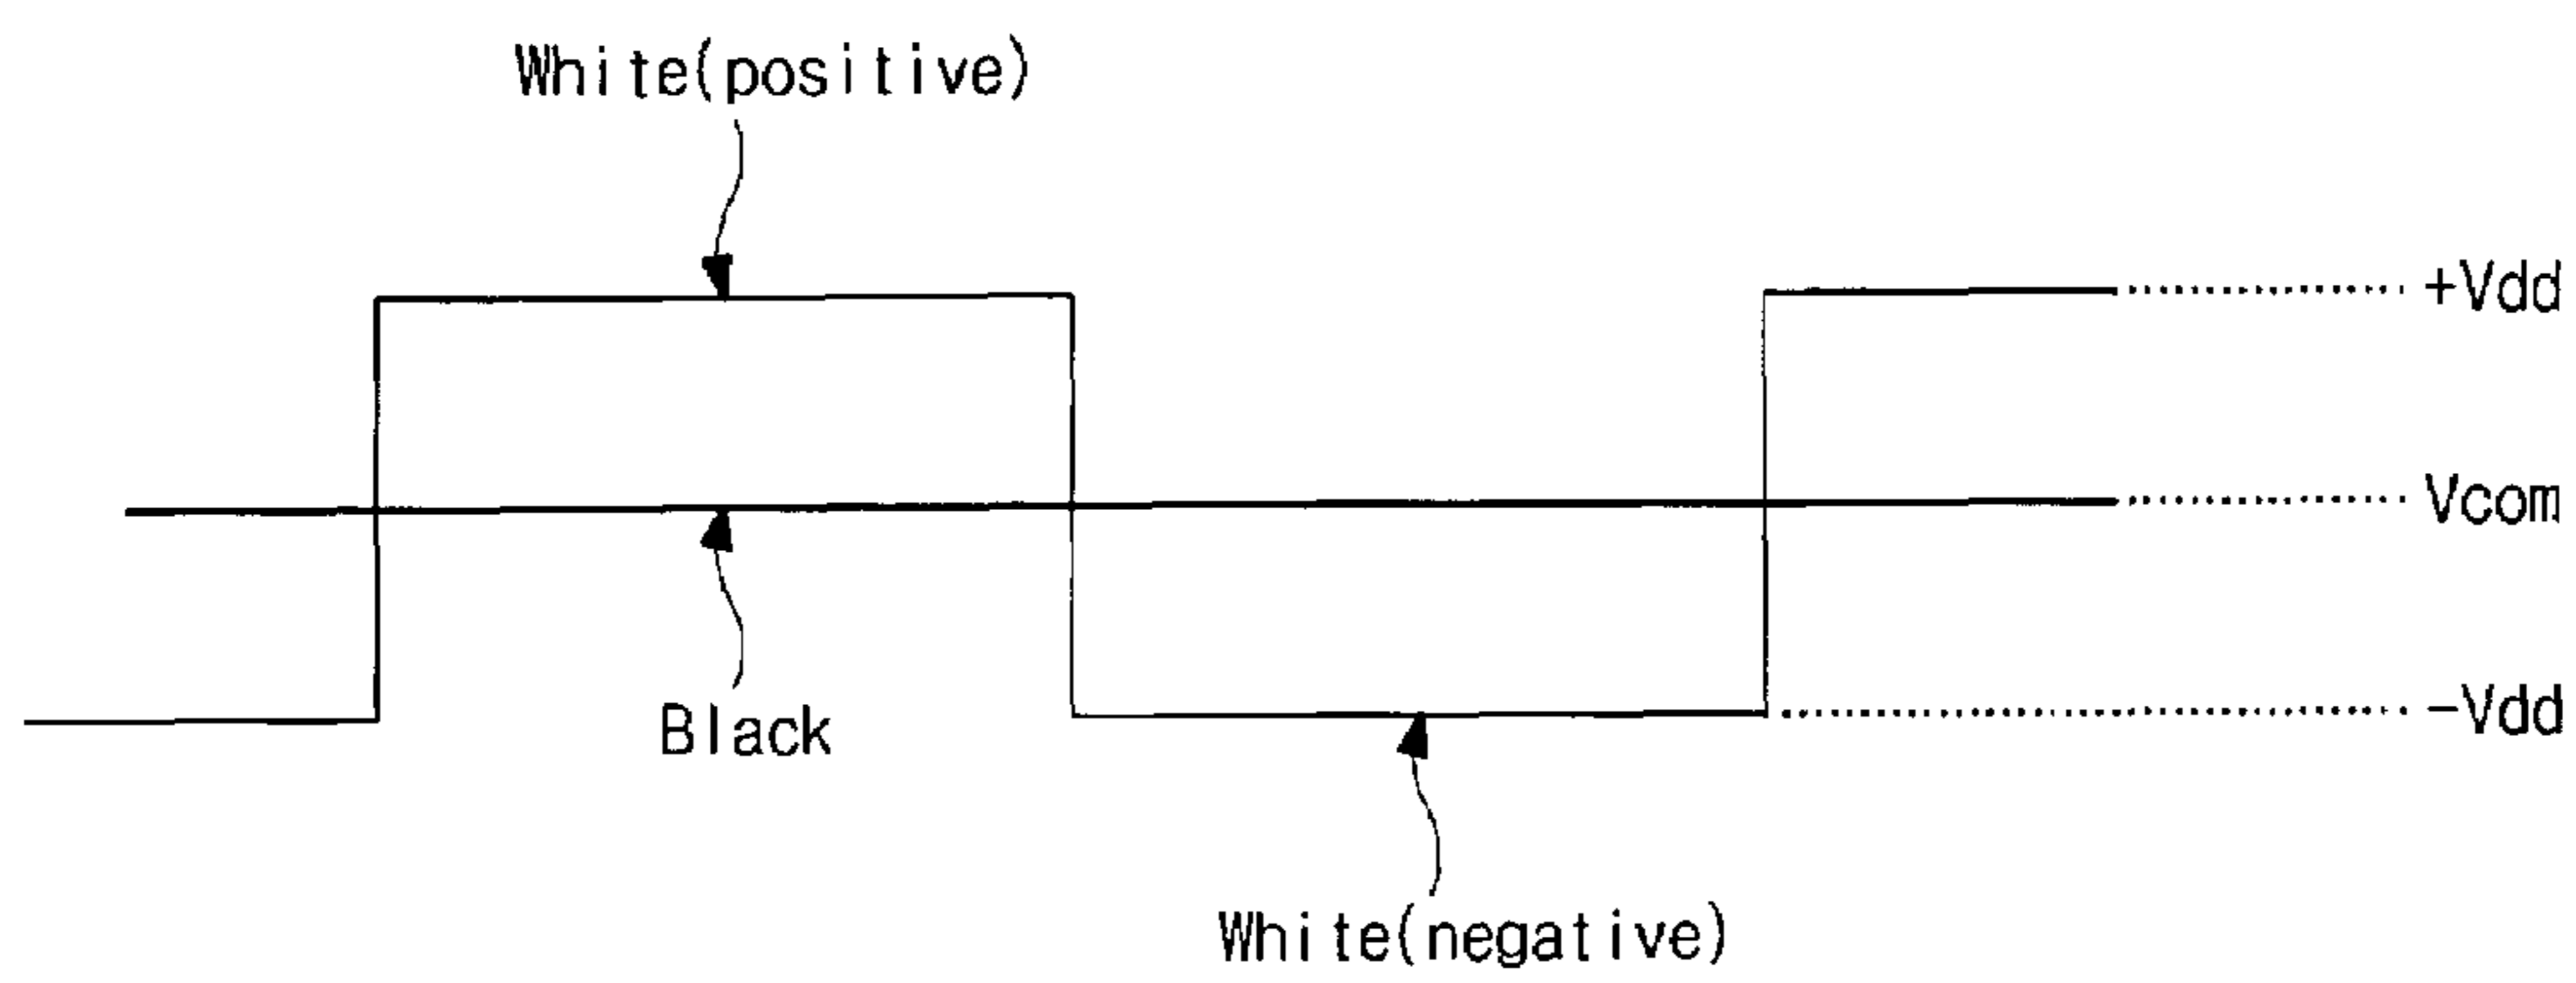 White(positive)
+Vdd
Vcom
-Vdd
Black
White(negative)